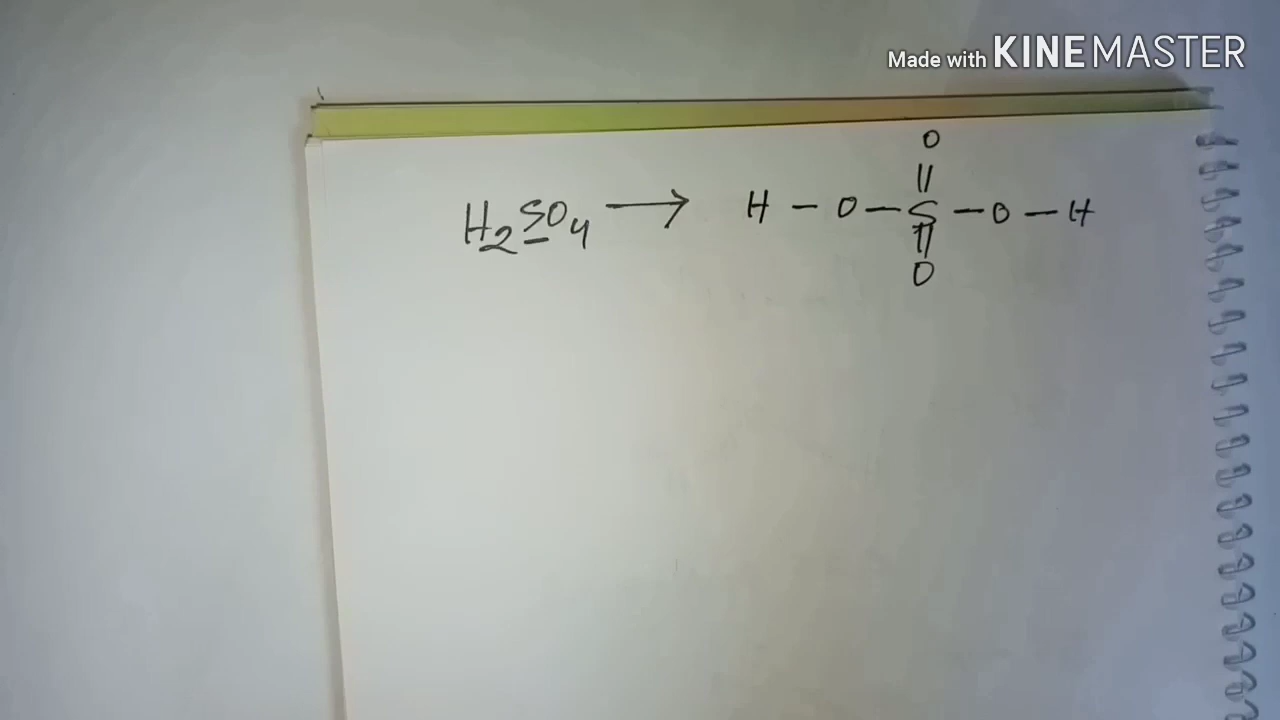 Made with KINEMASTER
O
||
H₂SO₄ → H – O – S – O – H
||
O